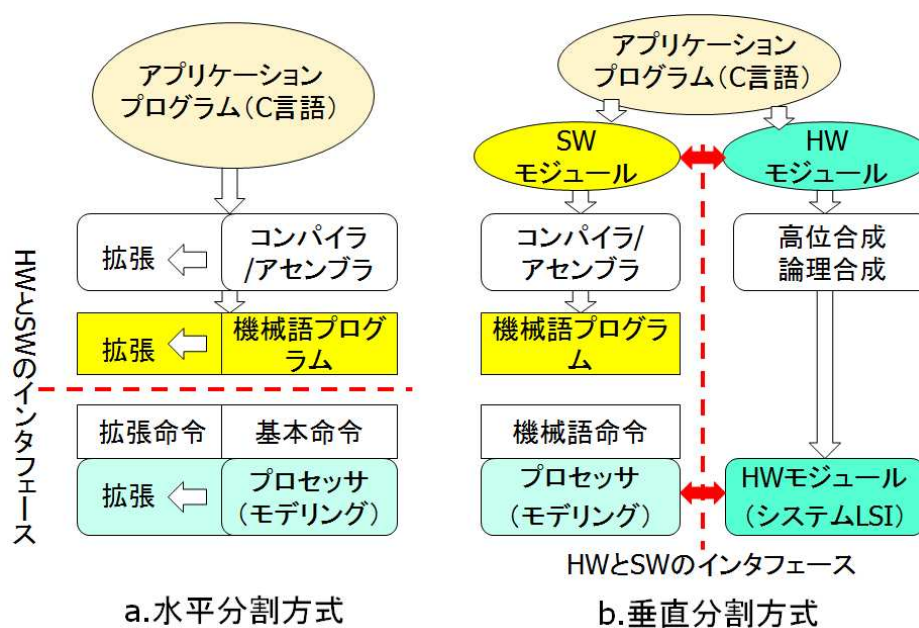 アプリケーション
プログラム(C言語)
拡張
コンパイラ
/アセンブラ
拡張
機械語プログ
ラム
HWとSWのインタフェース
拡張命令
基本命令
拡張
プロセッサ
(モデリング)
a.水平分割方式
アプリケーション
プログラム(C言語)
SW
モジュール
HW
モジュール
コンパイラ/
アセンブラ
高位合成
論理合成
機械語プログ
ラム
機械語命令
プロセッサ
(モデリング)
HWモジュール
(システムLSI)
HWとSWのインタフェース
b.垂直分割方式